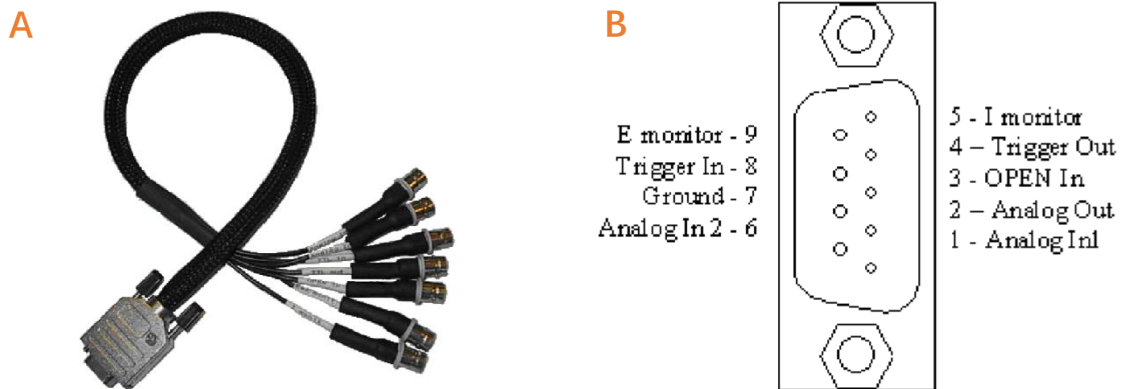 A
B
E monitor - 9
Trigger In - 8
Ground - 7
Analog In 2 - 6
5 - I monitor
4 – Trigger Out
3 - OPEN In
2 – Analog Out
1 - Analog In1